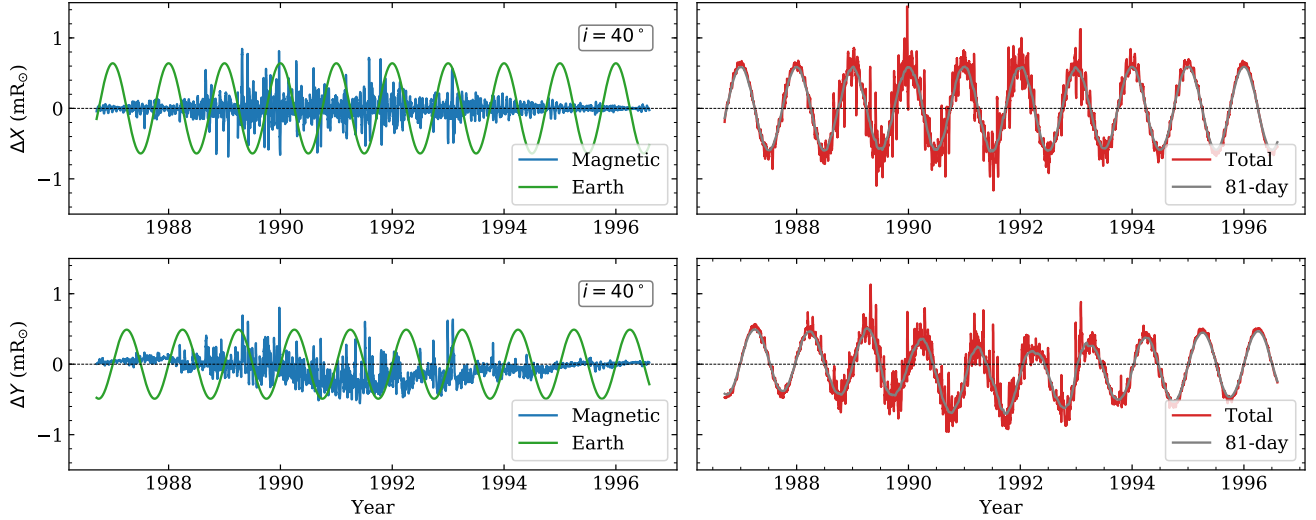 ΔX (mR⊙)
1
0
−1
i = 40°
Magnetic
Earth
1988 1990 1992 1994 1996
Total
81-day
1988 1990 1992 1994 1996
ΔY (mR⊙)
1
0
−1
i = 40°
Magnetic
Earth
1988 1990 1992 1994 1996
Year
Total
81-day
1988 1990 1992 1994 1996
Year